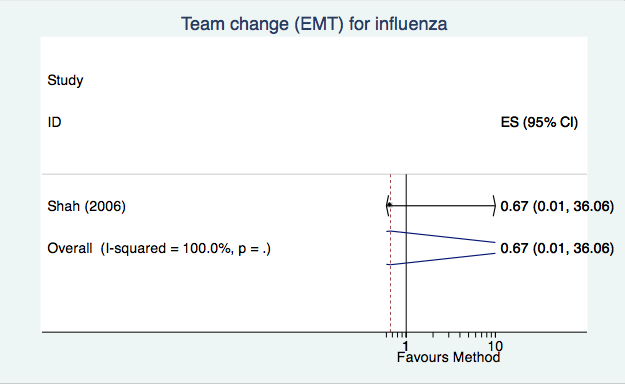 Team change (EMT) for influenza
Study
ID ES (95% CI)
Shah (2006) 0.67 (0.01, 36.06)
Overall (I-squared = 100.0%, p = .) 0.67 (0.01, 36.06)
1 10
Favours Method